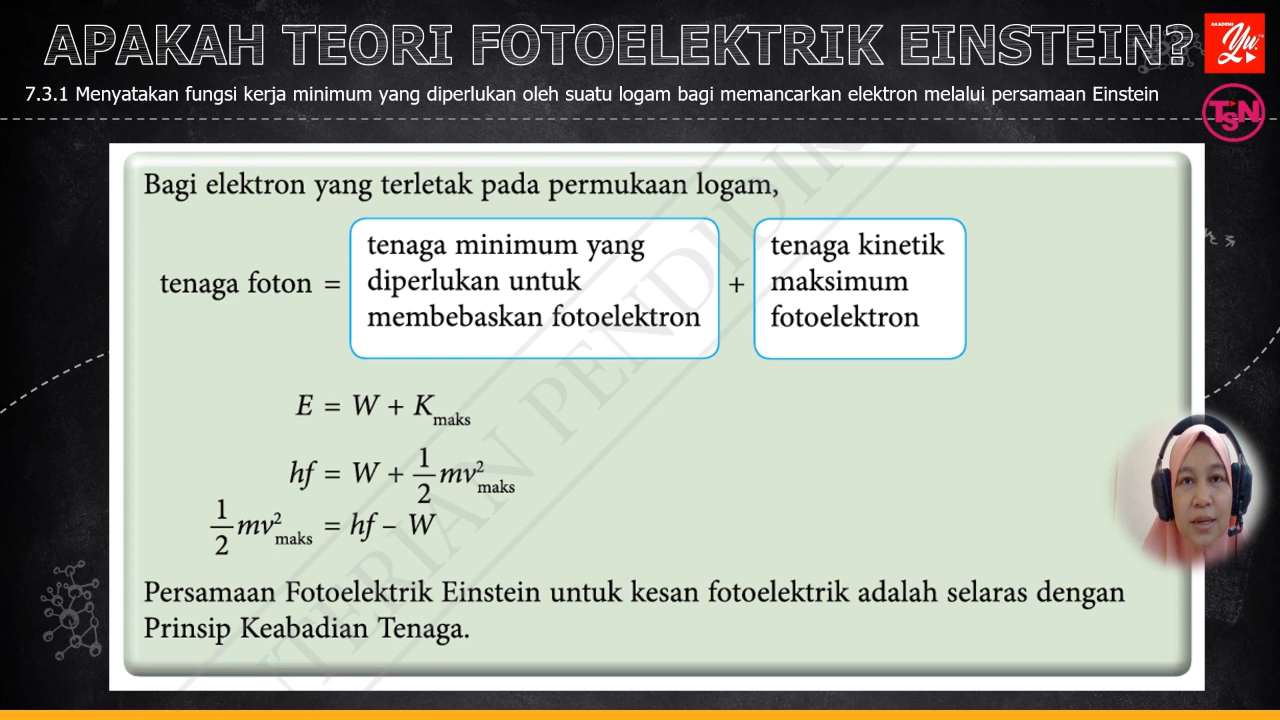 APAKAH TEORI FOTOELEKTRIK EINSTEIN?
AKADEMI
Yu.
7.3.1 Menyatakan fungsi kerja minimum yang diperlukan oleh suatu logam bagi memancarkan elektron melalui persamaan Einstein
TSN
Bagi elektron yang terletak pada permukaan logam,
tenaga foton =
tenaga minimum yang
diperlukan untuk
membebaskan fotoelektron
+
tenaga kinetik
maksimum
fotoelektron
E = W + K_maks
hf = W + 1/2 mv²_maks
1/2 mv²_maks = hf – W
Persamaan Fotoelektrik Einstein untuk kesan fotoelektrik adalah selaras dengan
Prinsip Keabadian Tenaga.